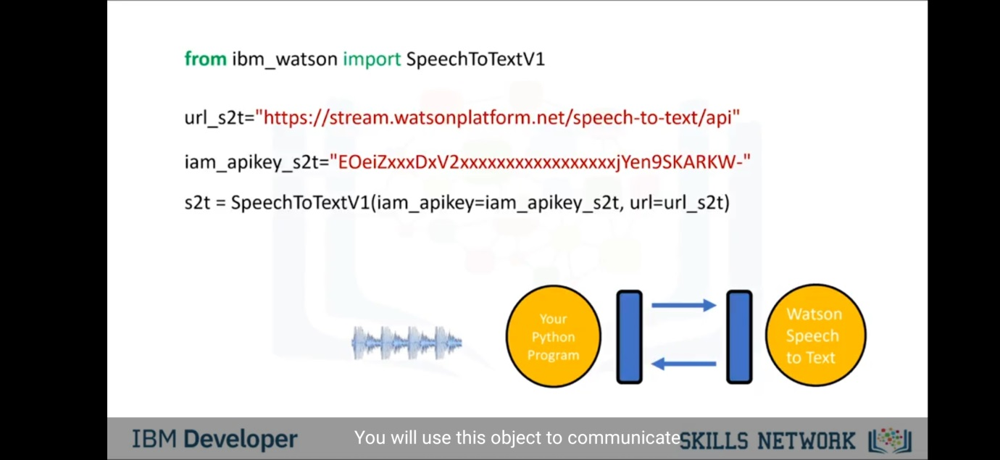 from ibm_watson import SpeechToTextV1
url_s2t="https://stream.watsonplatform.net/speech-to-text/api"
iam_apikey_s2t="EOeiZxxxDxV2xxxxxxxxxxxxxxxxxjYen9SKARKW-"
s2t = SpeechToTextV1(iam_apikey=iam_apikey_s2t, url=url_s2t)
Your
Python
Program
Watson
Speech
to Text
IBM Developer
You will use this object to communicate
SKILLS NETWORK